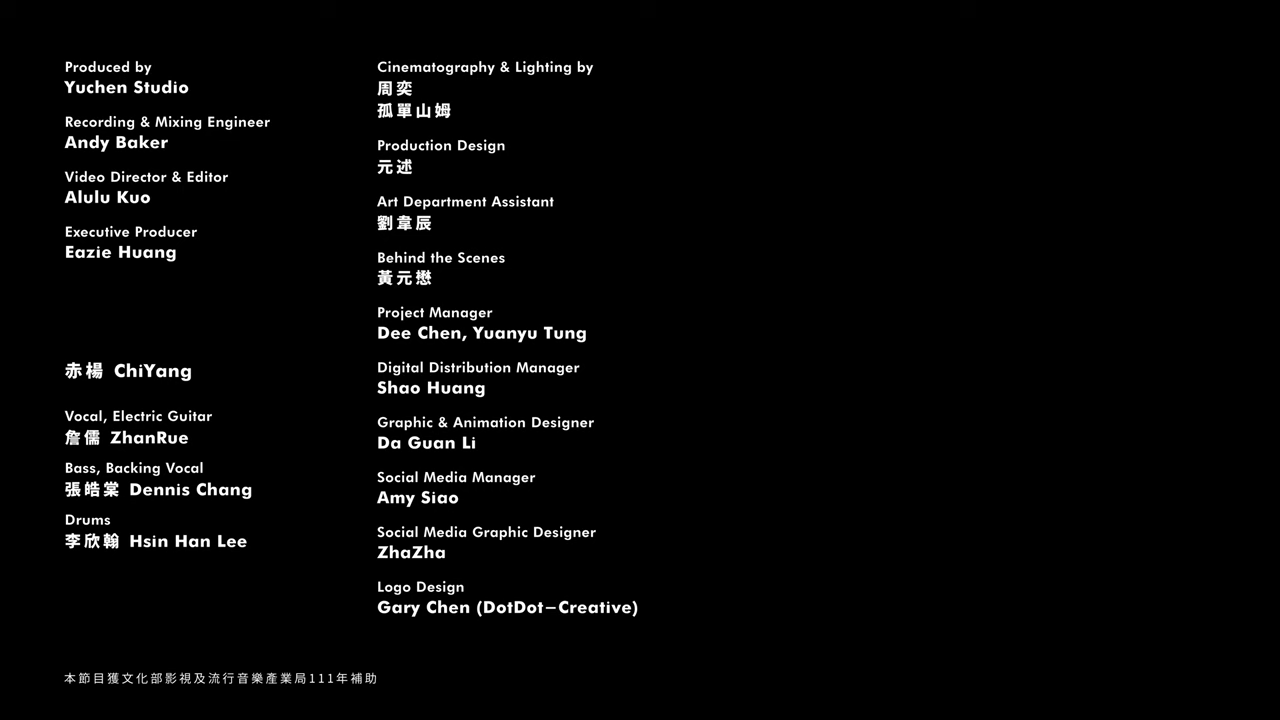 Produced by
Yuchen Studio
Recording & Mixing Engineer
Andy Baker
Video Director & Editor
Alulu Kuo
Executive Producer
Eazie Huang
赤楊 ChiYang
Vocal, Electric Guitar
詹儒 ZhanRue
Bass, Backing Vocal
張皓棠 Dennis Chang
Drums
李欣翰 Hsin Han Lee
Cinematography & Lighting by
周奕
孤單山姆
Production Design
元述
Art Department Assistant
劉韋辰
Behind the Scenes
黃元懋
Project Manager
Dee Chen, Yuanyu Tung
Digital Distribution Manager
Shao Huang
Graphic & Animation Designer
Da Guan Li
Social Media Manager
Amy Siao
Social Media Graphic Designer
ZhaZha
Logo Design
Gary Chen (DotDot–Creative)
本節目獲文化部影視及流行音樂產業局111年補助